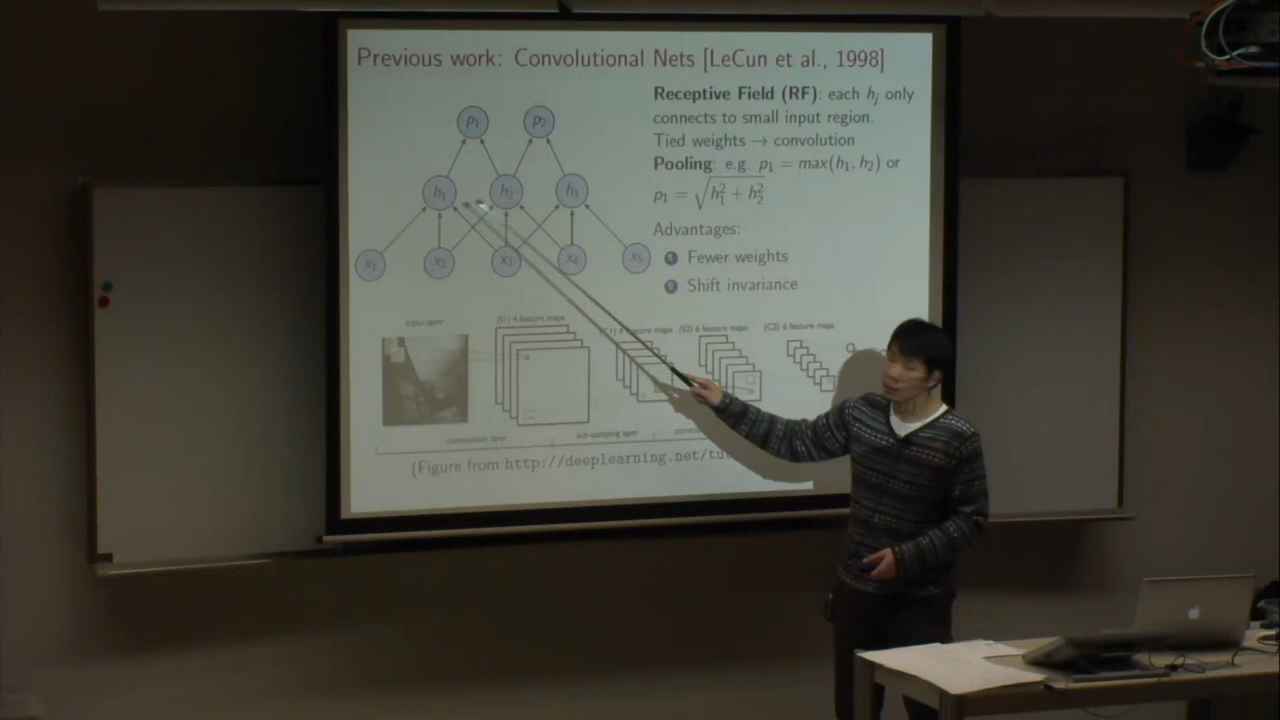 Previous work: Convolutional Nets [LeCun et al., 1998]
Receptive Field (RF): each h_j only
connects to small input region.
Tied weights → convolution
Pooling: e.g. p₁ = max(h₁, h₂) or
p₁ = √(h₁² + h₂²)
Advantages:
1 Fewer weights
2 Shift invariance
p₁ p₂
h₁ h₂ h₃
x₁ x₂ x₃ x₄ x₅
input layer
(S1) 4 feature maps
(C1) 4 feature maps
(S2) 6 feature maps
(C2) 6 feature maps
convolution layer
sub-sampling layer
(Figure from http://deeplearning.net/tu